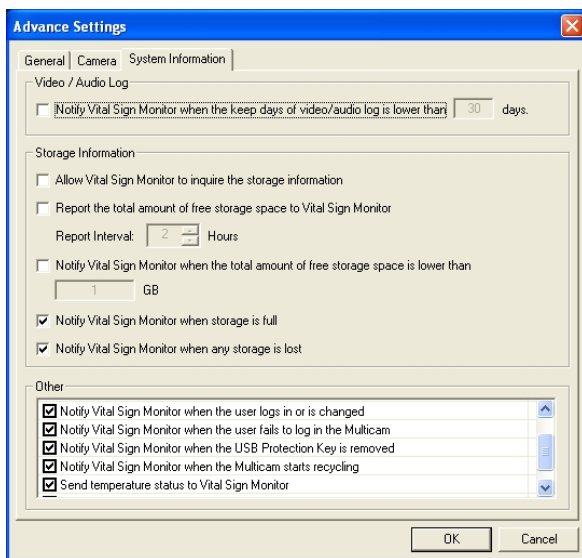 Advance Settings
General Camera System Information
Video / Audio Log
Notify Vital Sign Monitor when the keep days of video/audio log is lower than 30 days.
Storage Information
Allow Vital Sign Monitor to inquire the storage information
Report the total amount of free storage space to Vital Sign Monitor
Report Interval: 2 Hours
Notify Vital Sign Monitor when the total amount of free storage space is lower than
1 GB
Notify Vital Sign Monitor when storage is full
Notify Vital Sign Monitor when any storage is lost
Other
Notify Vital Sign Monitor when the user logs in or is changed
Notify Vital Sign Monitor when the user fails to log in the Multicam
Notify Vital Sign Monitor when the USB Protection Key is removed
Notify Vital Sign Monitor when the Multicam starts recycling
Send temperature status to Vital Sign Monitor
OK Cancel